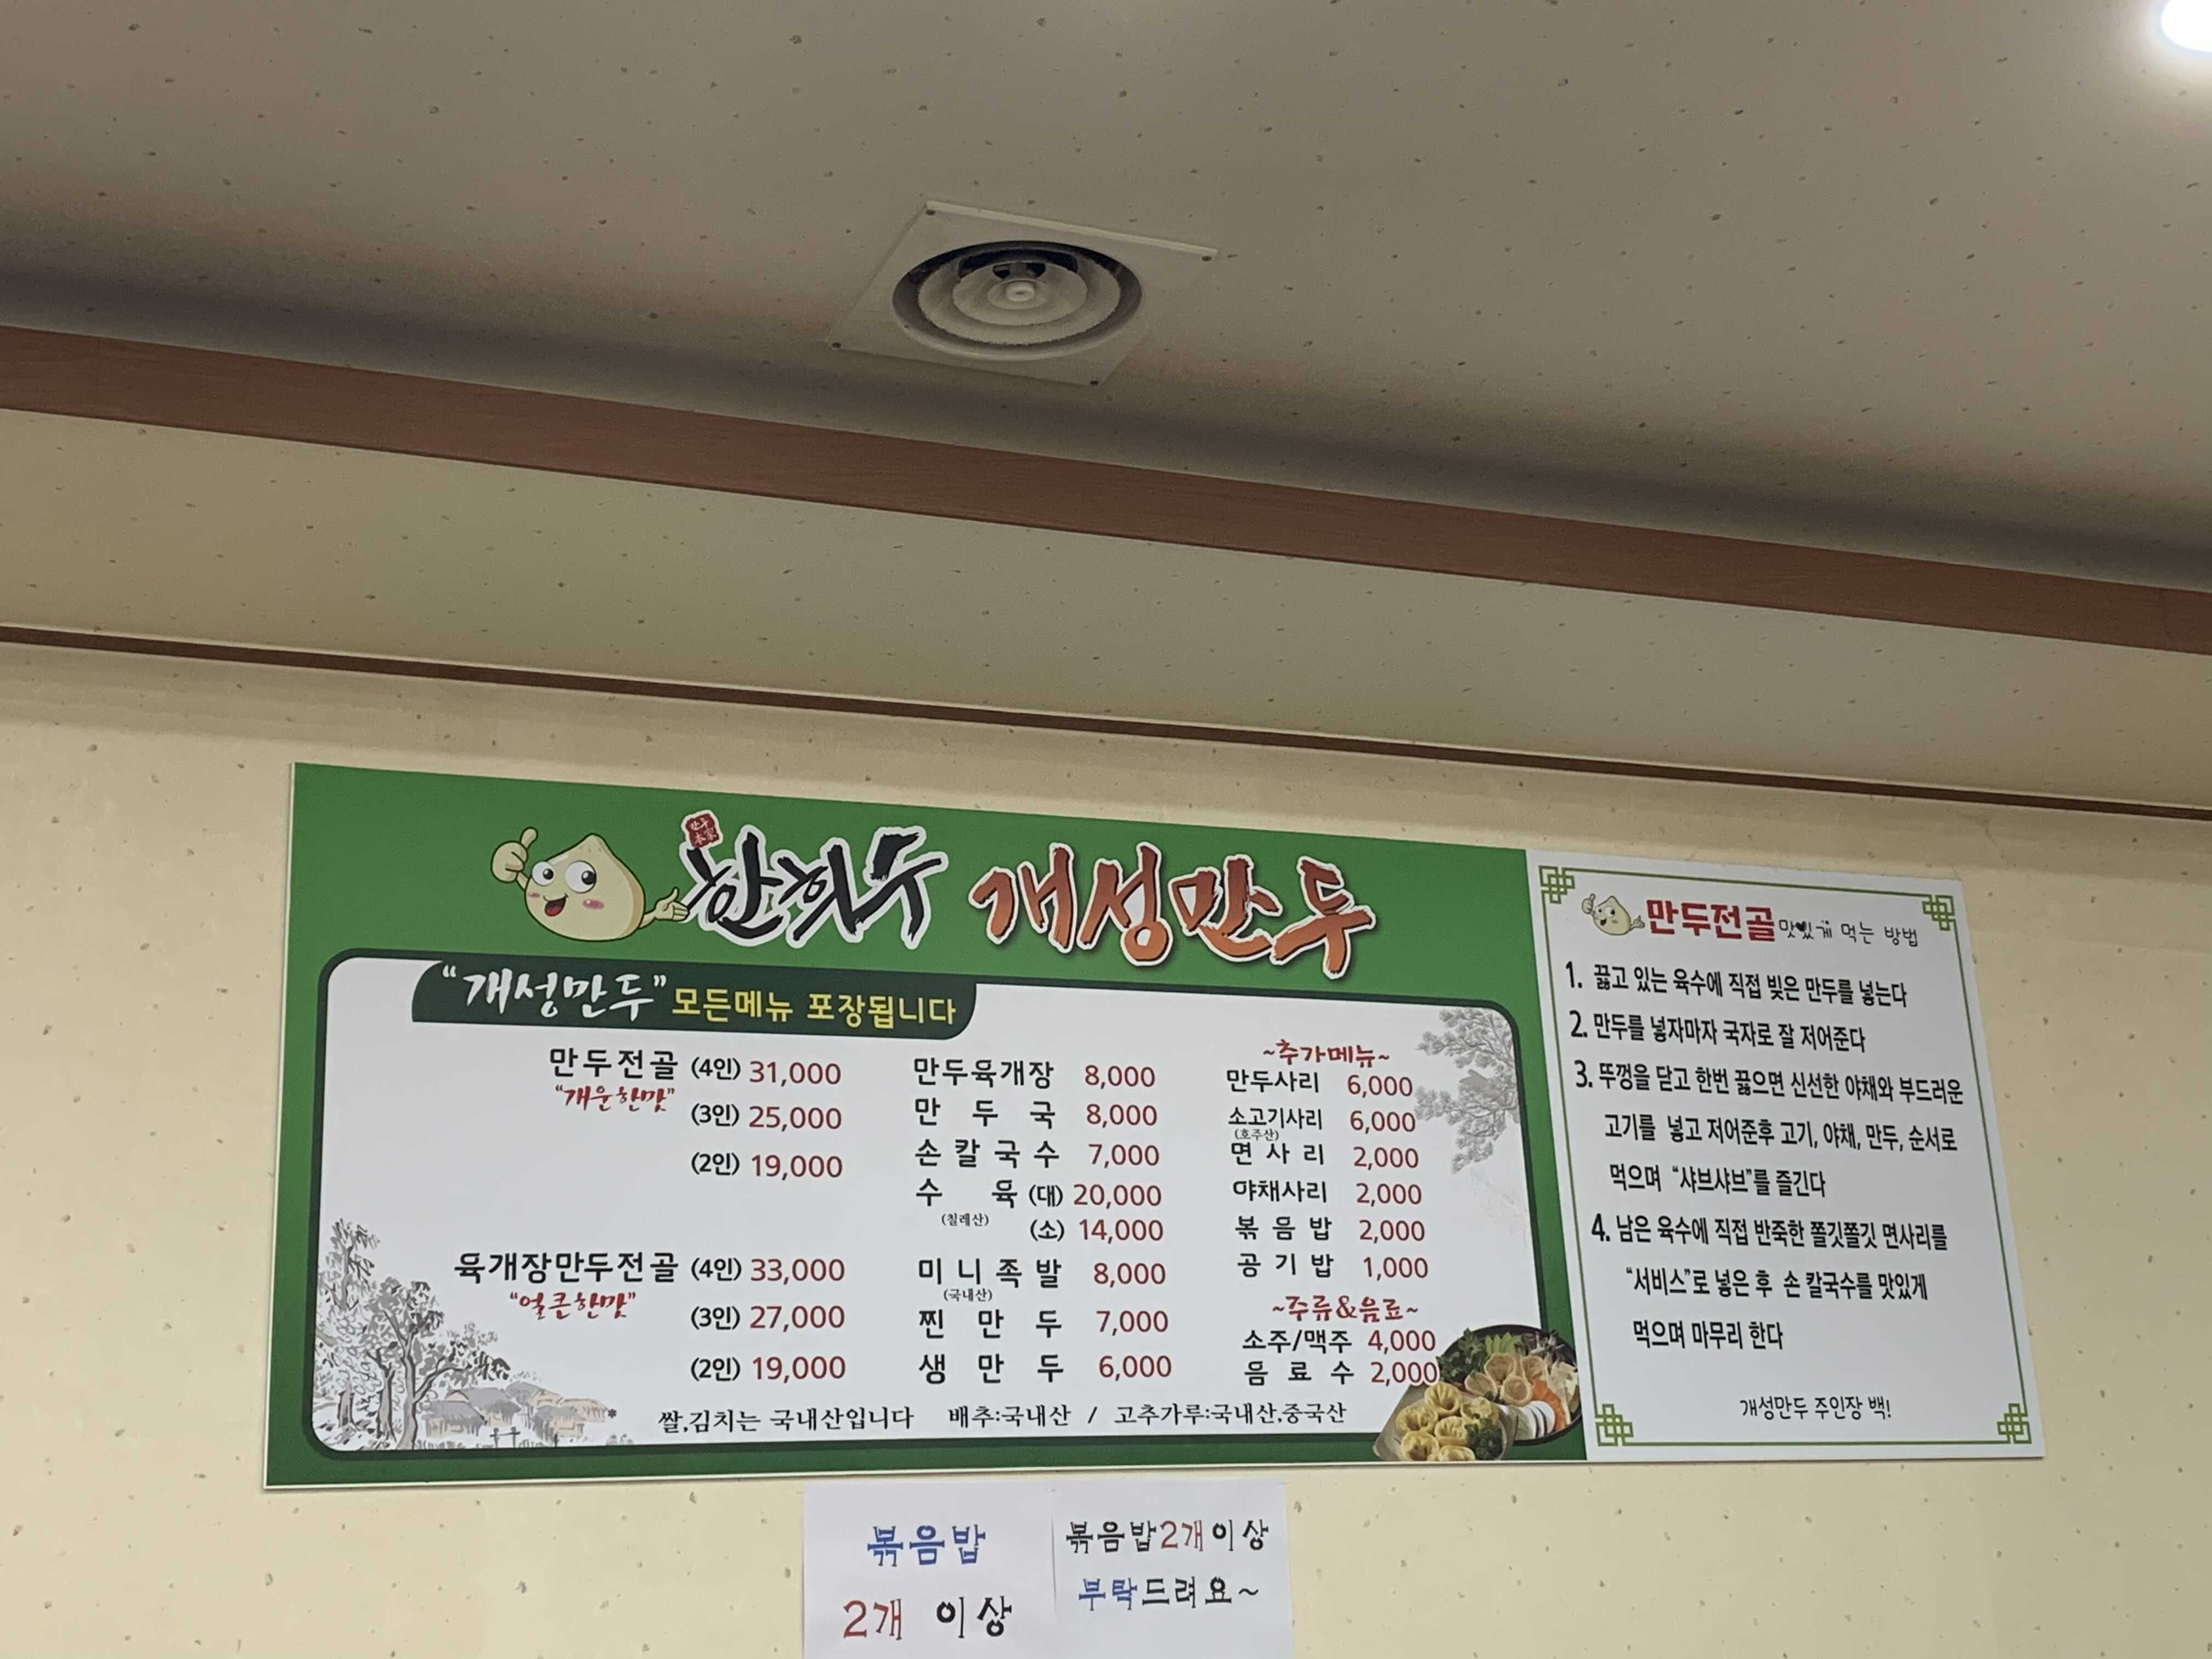 만두
本家
한겨두 개성만두
"개성만두" 모든메뉴 포장됩니다
만두전골 (4인) 31,000
"개운한맛"
(3인) 25,000
(2인) 19,000
육개장만두전골 (4인) 33,000
"얼큰한맛"
(3인) 27,000
(2인) 19,000
만두육개장 8,000
만 두 국 8,000
손 칼 국 수 7,000
수 육 (대) 20,000
(칠레산) (소) 14,000
미 니 족 발 8,000
(국내산)
찐 만 두 7,000
생 만 두 6,000
~추가메뉴~
만두사리 6,000
소고기사리 6,000
(호주산)
면 사 리 2,000
야채사리 2,000
볶 음 밥 2,000
공 기 밥 1,000
~주류&음료~
소주/맥주 4,000
음 료 수 2,000
* 쌀,김치는 국내산입니다 배추:국내산 / 고추가루:국내산,중국산
만두전골 맛있게 먹는 방법
1. 끓고 있는 육수에 직접 빚은 만두를 넣는다
2. 만두를 넣자마자 국자로 잘 저어준다
3. 뚜껑을 닫고 한번 끓으면 신선한 야채와 부드러운
고기를 넣고 저어준후 고기, 야채, 만두, 순서로
먹으며 "샤브샤브"를 즐긴다
4. 남은 육수에 직접 반죽한 쫄깃쫄깃 면사리를
"서비스"로 넣은 후 손 칼국수를 맛있게
먹으며 마무리 한다
개성만두 주인장 백!
볶음밥
2개 이상
볶음밥2개이상
부탁드려요~